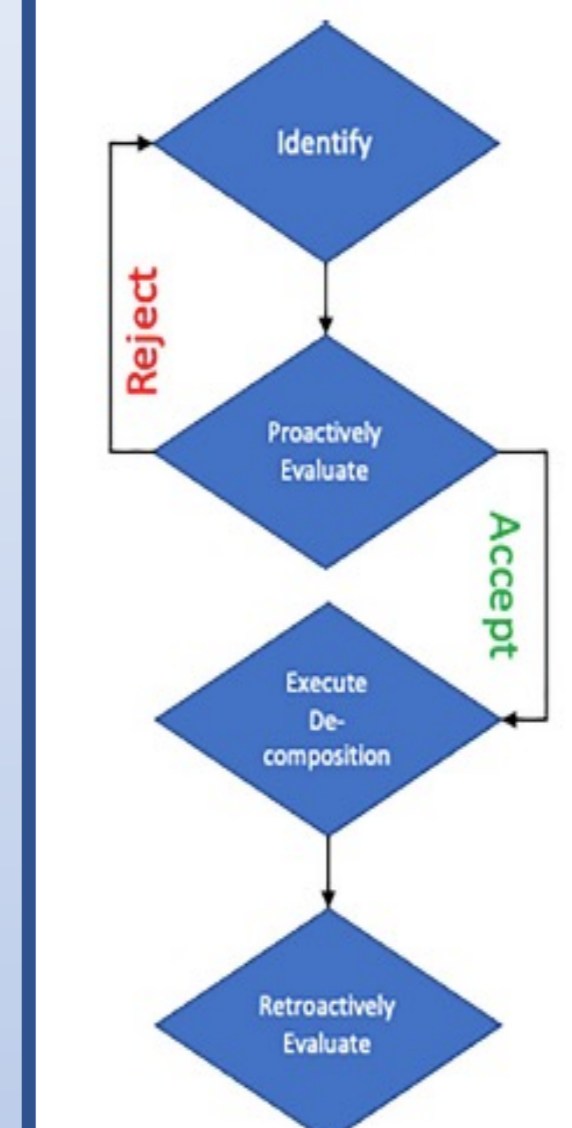 Identify
Reject
Proactively
Evaluate
Accept
Execute
De-
composition
Retroactively
Evaluate